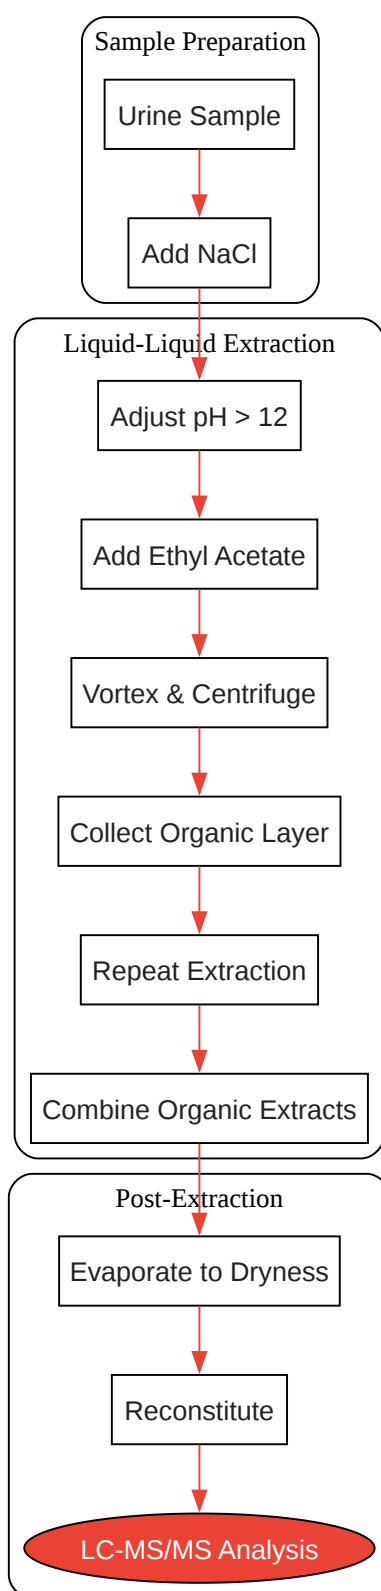 Sample Preparation
Urine Sample
Add NaCl
Liquid-Liquid Extraction
Adjust pH > 12
Add Ethyl Acetate
Vortex & Centrifuge
Collect Organic Layer
Repeat Extraction
Combine Organic Extracts
Post-Extraction
Evaporate to Dryness
Reconstitute
LC-MS/MS Analysis